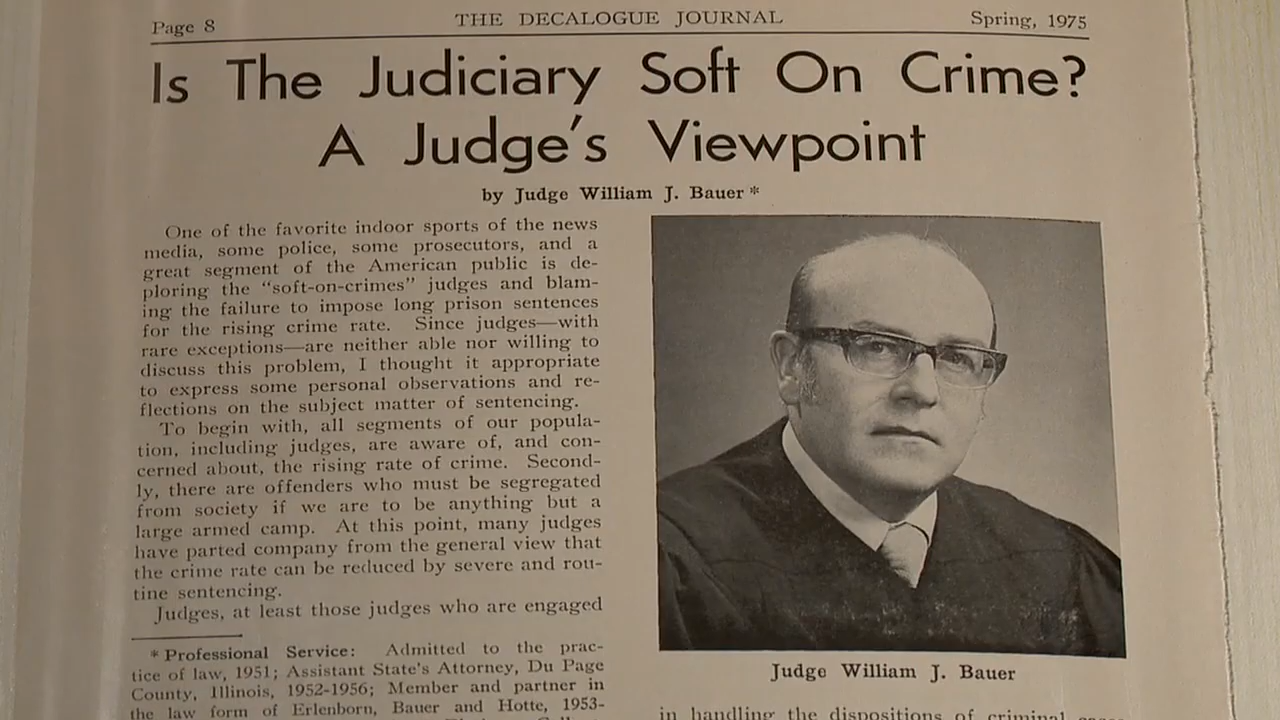 Page 8 THE DECALOGUE JOURNAL Spring, 1975
Is The Judiciary Soft On Crime?
A Judge's Viewpoint
by Judge William J. Bauer *
One of the favorite indoor sports of the news
media, some police, some prosecutors, and a
great segment of the American public is de-
ploring the “soft-on-crimes” judges and blam-
ing the failure to impose long prison sentences
for the rising crime rate. Since judges—with
rare exceptions—are neither able nor willing to
discuss this problem, I thought it appropriate
to express some personal observations and re-
flections on the subject matter of sentencing.
To begin with, all segments of our popula-
tion, including judges, are aware of, and con-
cerned about, the rising rate of crime. Second-
ly, there are offenders who must be segregated
from society if we are to be anything but a
large armed camp. At this point, many judges
have parted company from the general view that
the crime rate can be reduced by severe and rou-
tine sentencing.
Judges, at least those judges who are engaged
* Professional Service: Admitted to the prac-
tice of law, 1951; Assistant State's Attorney, Du Page
County, Illinois, 1952-1956; Member and partner in
the law form of Erlenborn, Bauer and Hotte, 1953-
Judge William J. Bauer
in handling the dispositions of criminal cases